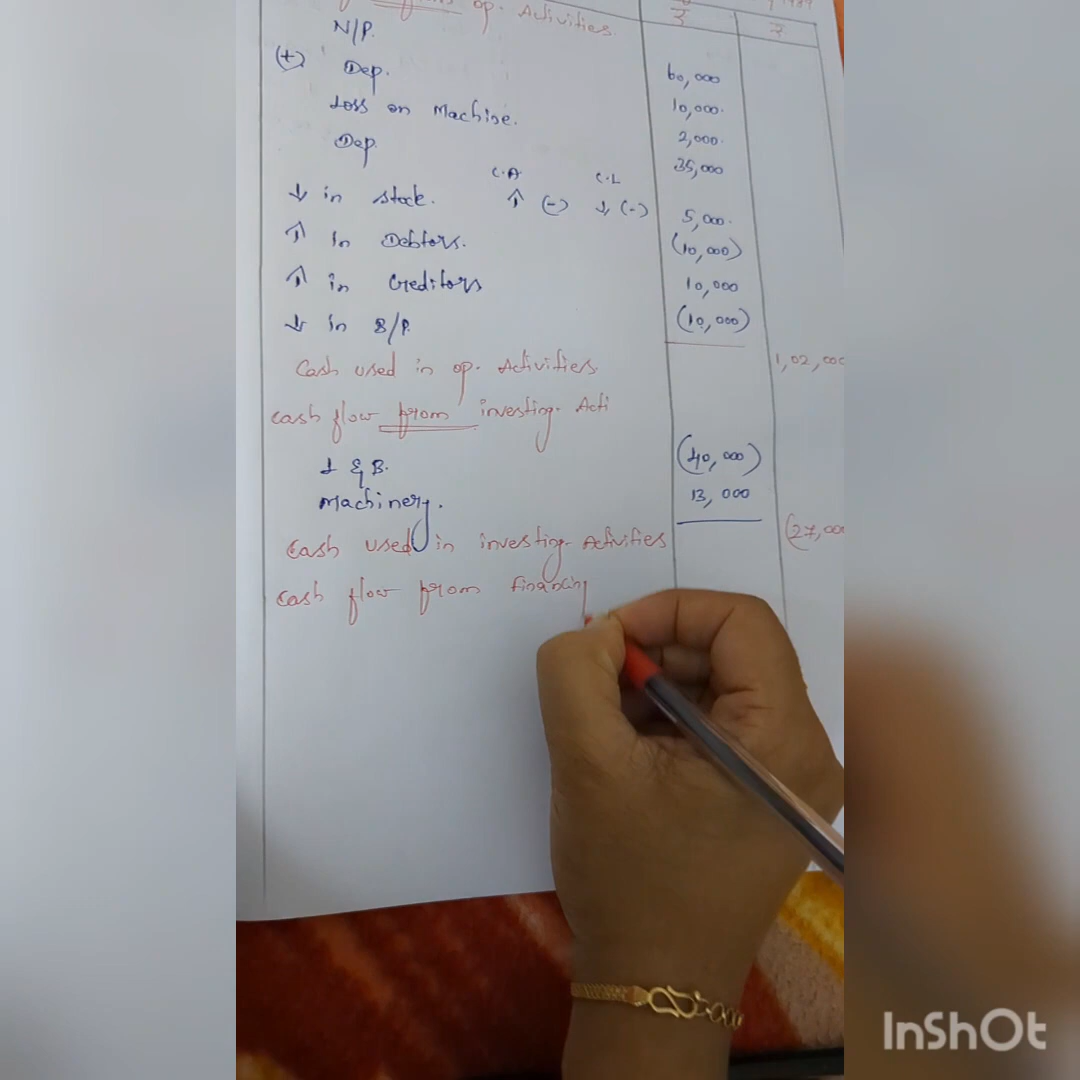 op. Activities
₹ ₹
N/P.
(+) Dep. 60,000
Loss on Machine. 10,000.
Dep. 2,000.
35,000
C.A C.L
↓ in stock. ↑ (-) ↓ (-) 5,000.
↑ in Debtors. (10,000)
↑ in Creditors 10,000
↓ in B/P. (10,000)
Cash used in op. Activities. 1,02,000
Cash flow from investing. Acti
L & B. (40,000)
Machinery. 13,000
Cash used in investing. Activities (27,000
Cash flow from financing
InShOt